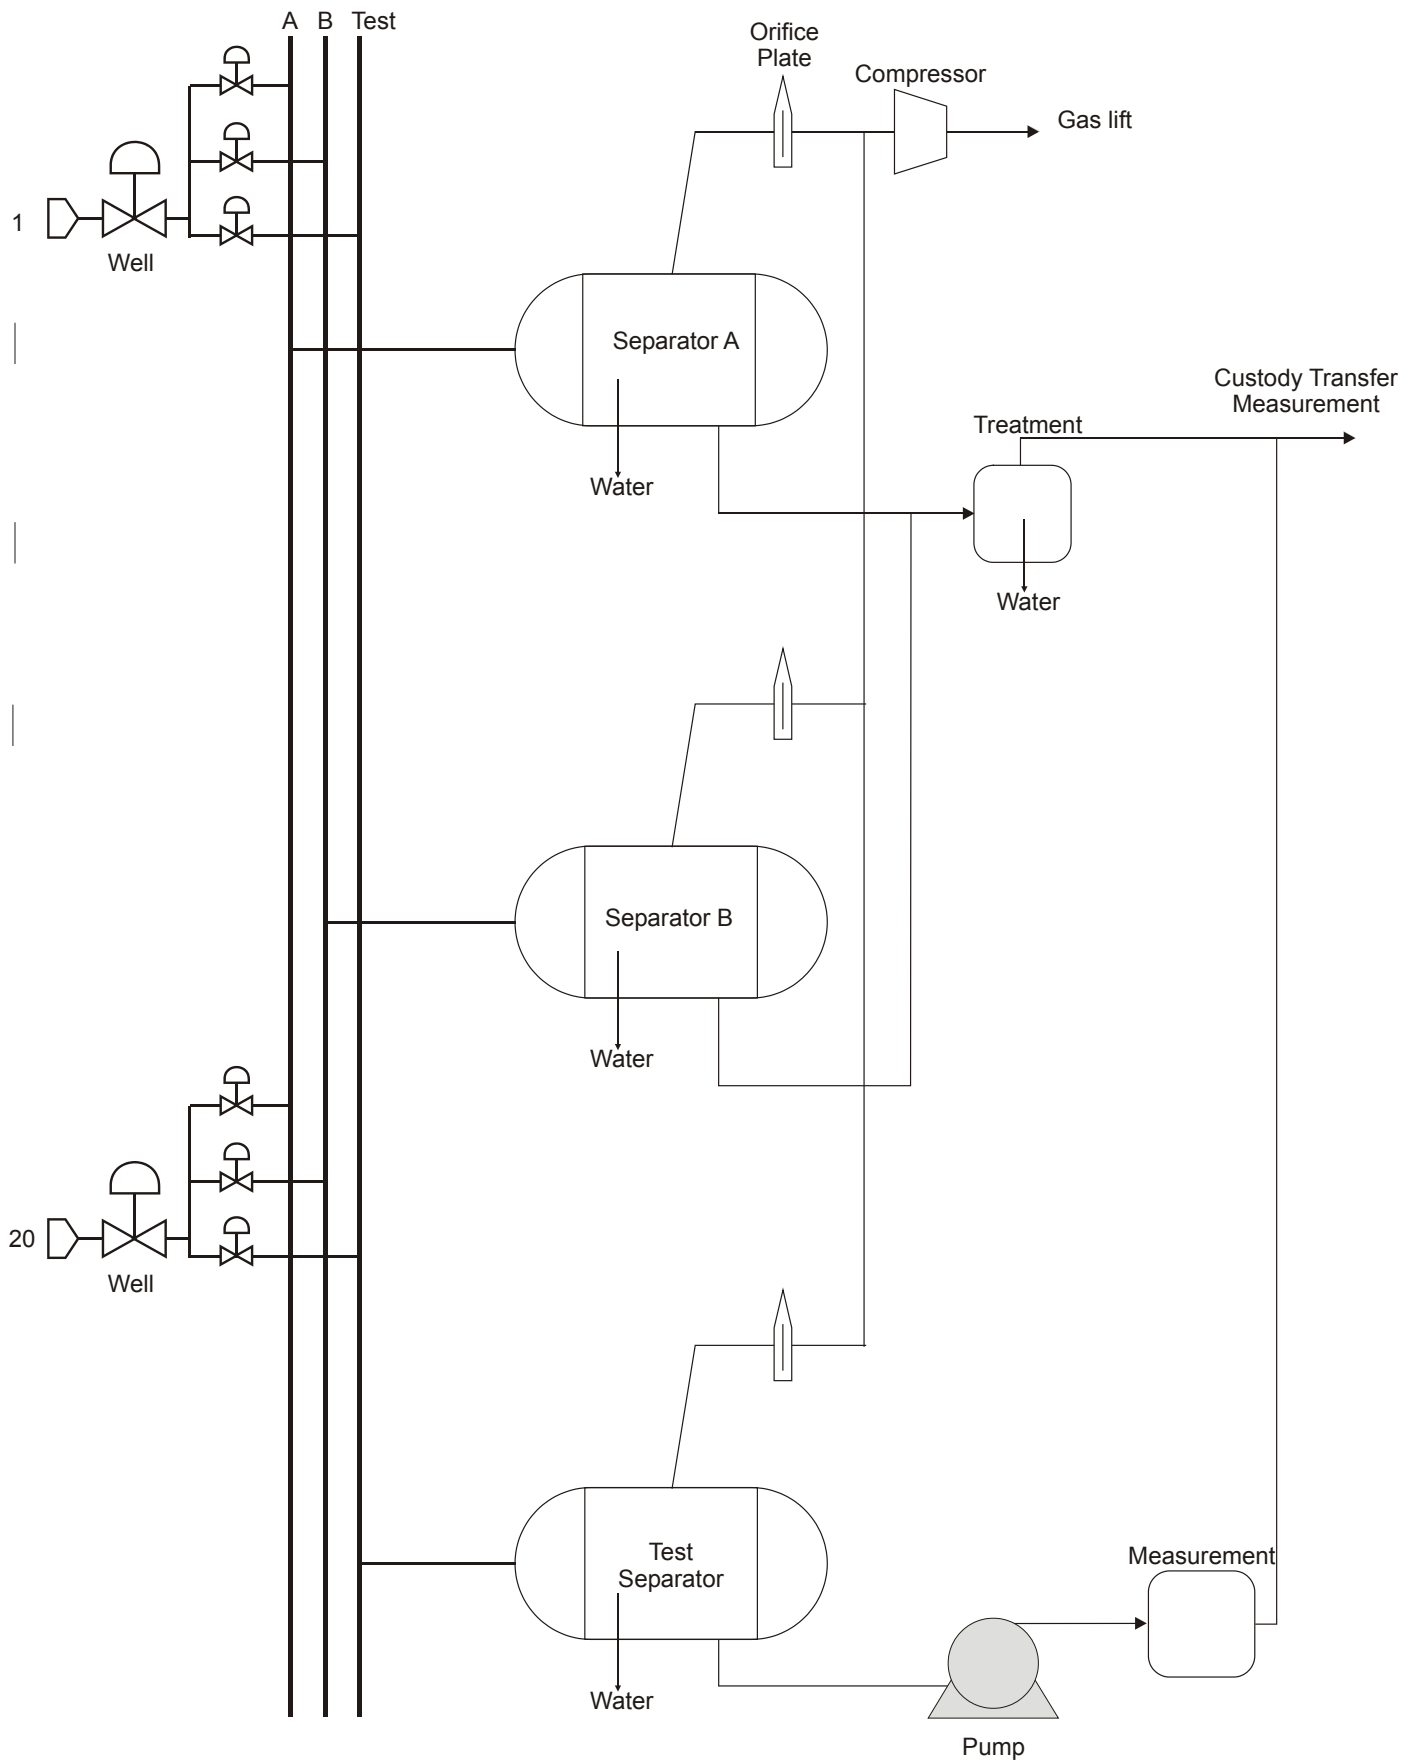 A B Test
Orifice
Plate
Compressor
Gas lift
1
Well
Separator A
Custody Transfer
Measurement
Treatment
Water
Water
Separator B
Water
20
Well
Test
Separator
Measurement
Water
Pump